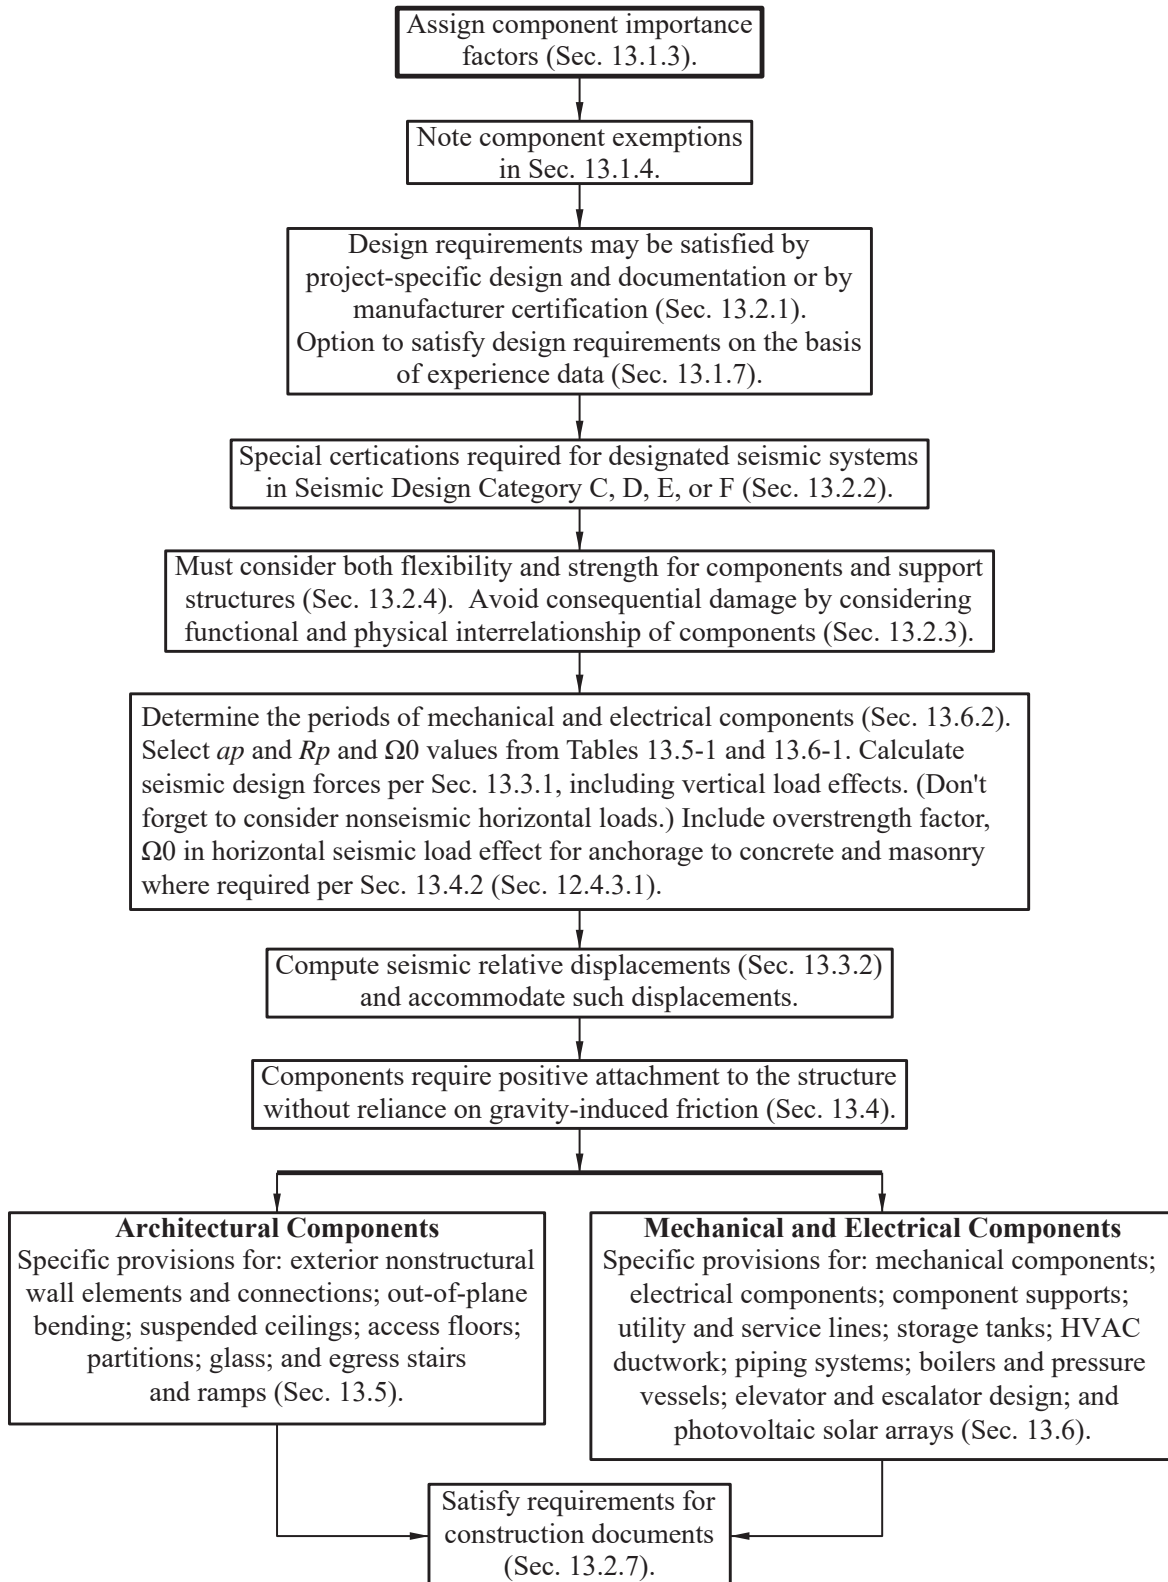 Assign component importance
factors (Sec. 13.1.3).
Note component exemptions
in Sec. 13.1.4.
Design requirements may be satisfied by
project-specific design and documentation or by
manufacturer certification (Sec. 13.2.1).
Option to satisfy design requirements on the basis
of experience data (Sec. 13.1.7).
Special certications required for designated seismic systems
in Seismic Design Category C, D, E, or F (Sec. 13.2.2).
Must consider both flexibility and strength for components and support
structures (Sec. 13.2.4). Avoid consequential damage by considering
functional and physical interrelationship of components (Sec. 13.2.3).
Determine the periods of mechanical and electrical components (Sec. 13.6.2).
Select ap and Rp and Ω0 values from Tables 13.5-1 and 13.6-1. Calculate
seismic design forces per Sec. 13.3.1, including vertical load effects. (Don't
forget to consider nonseismic horizontal loads.) Include overstrength factor,
Ω0 in horizontal seismic load effect for anchorage to concrete and masonry
where required per Sec. 13.4.2 (Sec. 12.4.3.1).
Compute seismic relative displacements (Sec. 13.3.2)
and accommodate such displacements.
Components require positive attachment to the structure
without reliance on gravity-induced friction (Sec. 13.4).
Architectural Components
Specific provisions for: exterior nonstructural
wall elements and connections; out-of-plane
bending; suspended ceilings; access floors;
partitions; glass; and egress stairs
and ramps (Sec. 13.5).
Mechanical and Electrical Components
Specific provisions for: mechanical components;
electrical components; component supports;
utility and service lines; storage tanks; HVAC
ductwork; piping systems; boilers and pressure
vessels; elevator and escalator design; and
photovoltaic solar arrays (Sec. 13.6).
Satisfy requirements for
construction documents
(Sec. 13.2.7).